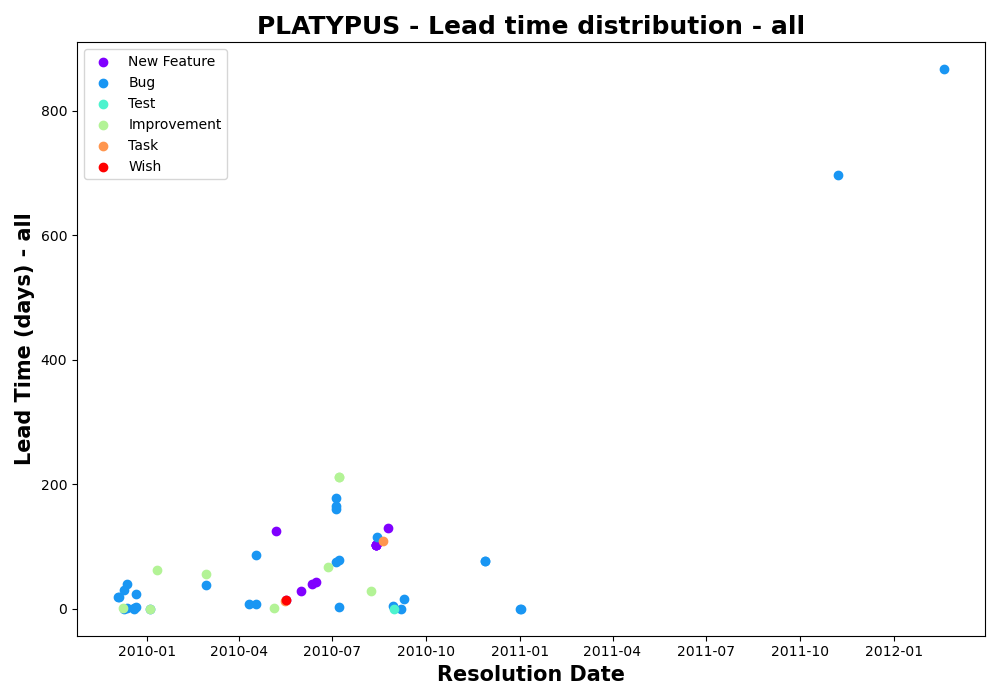 PLATYPUS - Lead time distribution - all
New Feature
Bug
Test
Improvement
Task
Wish
Lead Time (days) - all
800
600
400
200
0
2010-01 2010-04 2010-07 2010-10 2011-01 2011-04 2011-07 2011-10 2012-01
Resolution Date